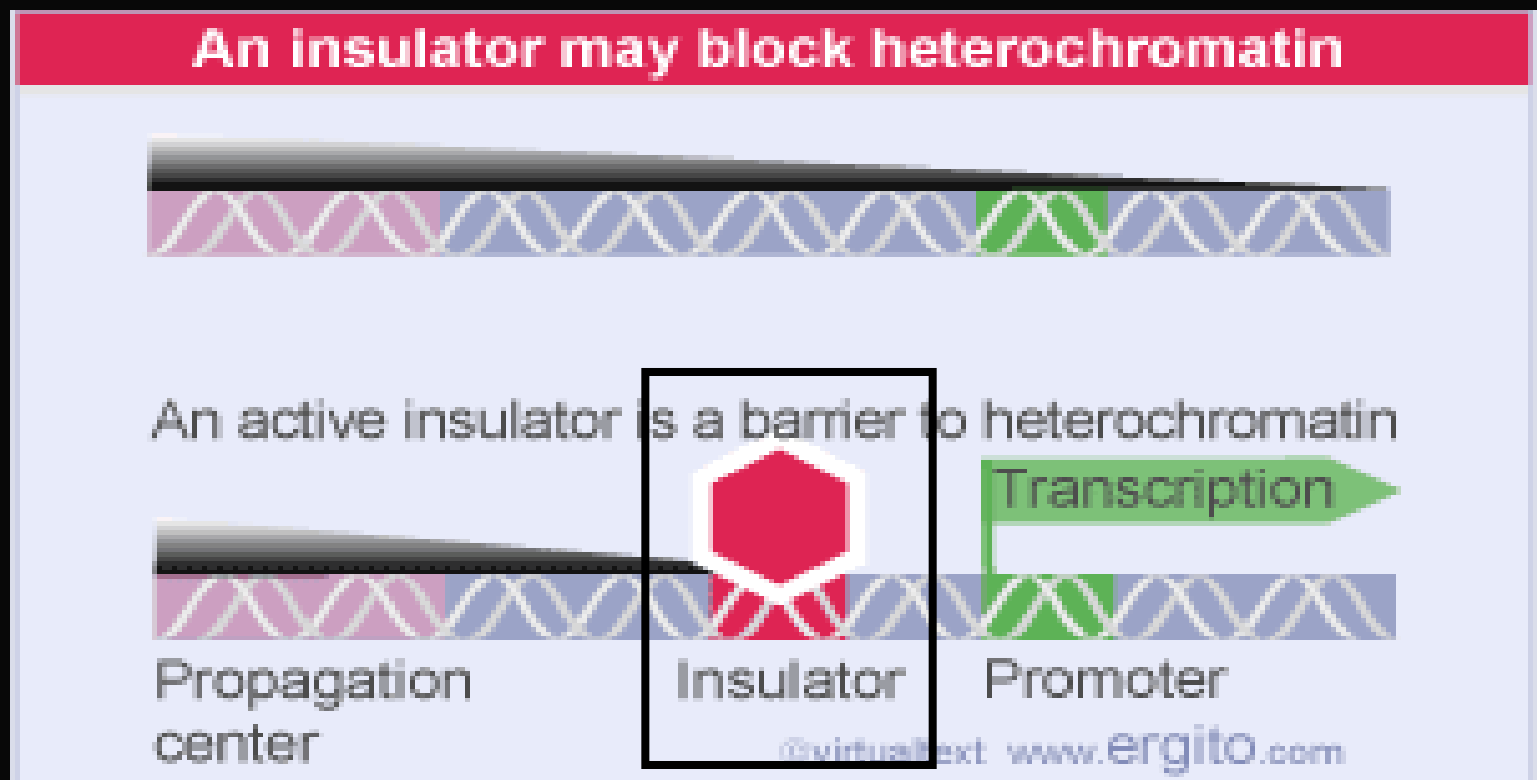 An insulator may block heterochromatin
An active insulator is a barrier to heterochromatin
Transcription
Propagation center
Insulator
Promoter
©virtualtext www.ergito.com